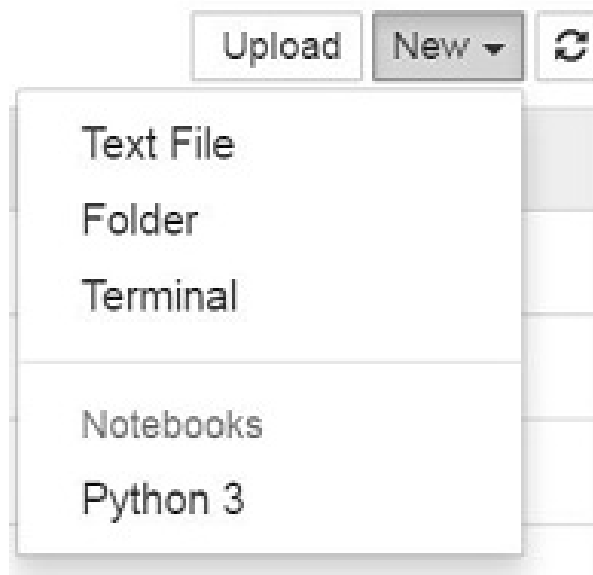 Upload New
Text File
Folder
Terminal
Notebooks
Python 3